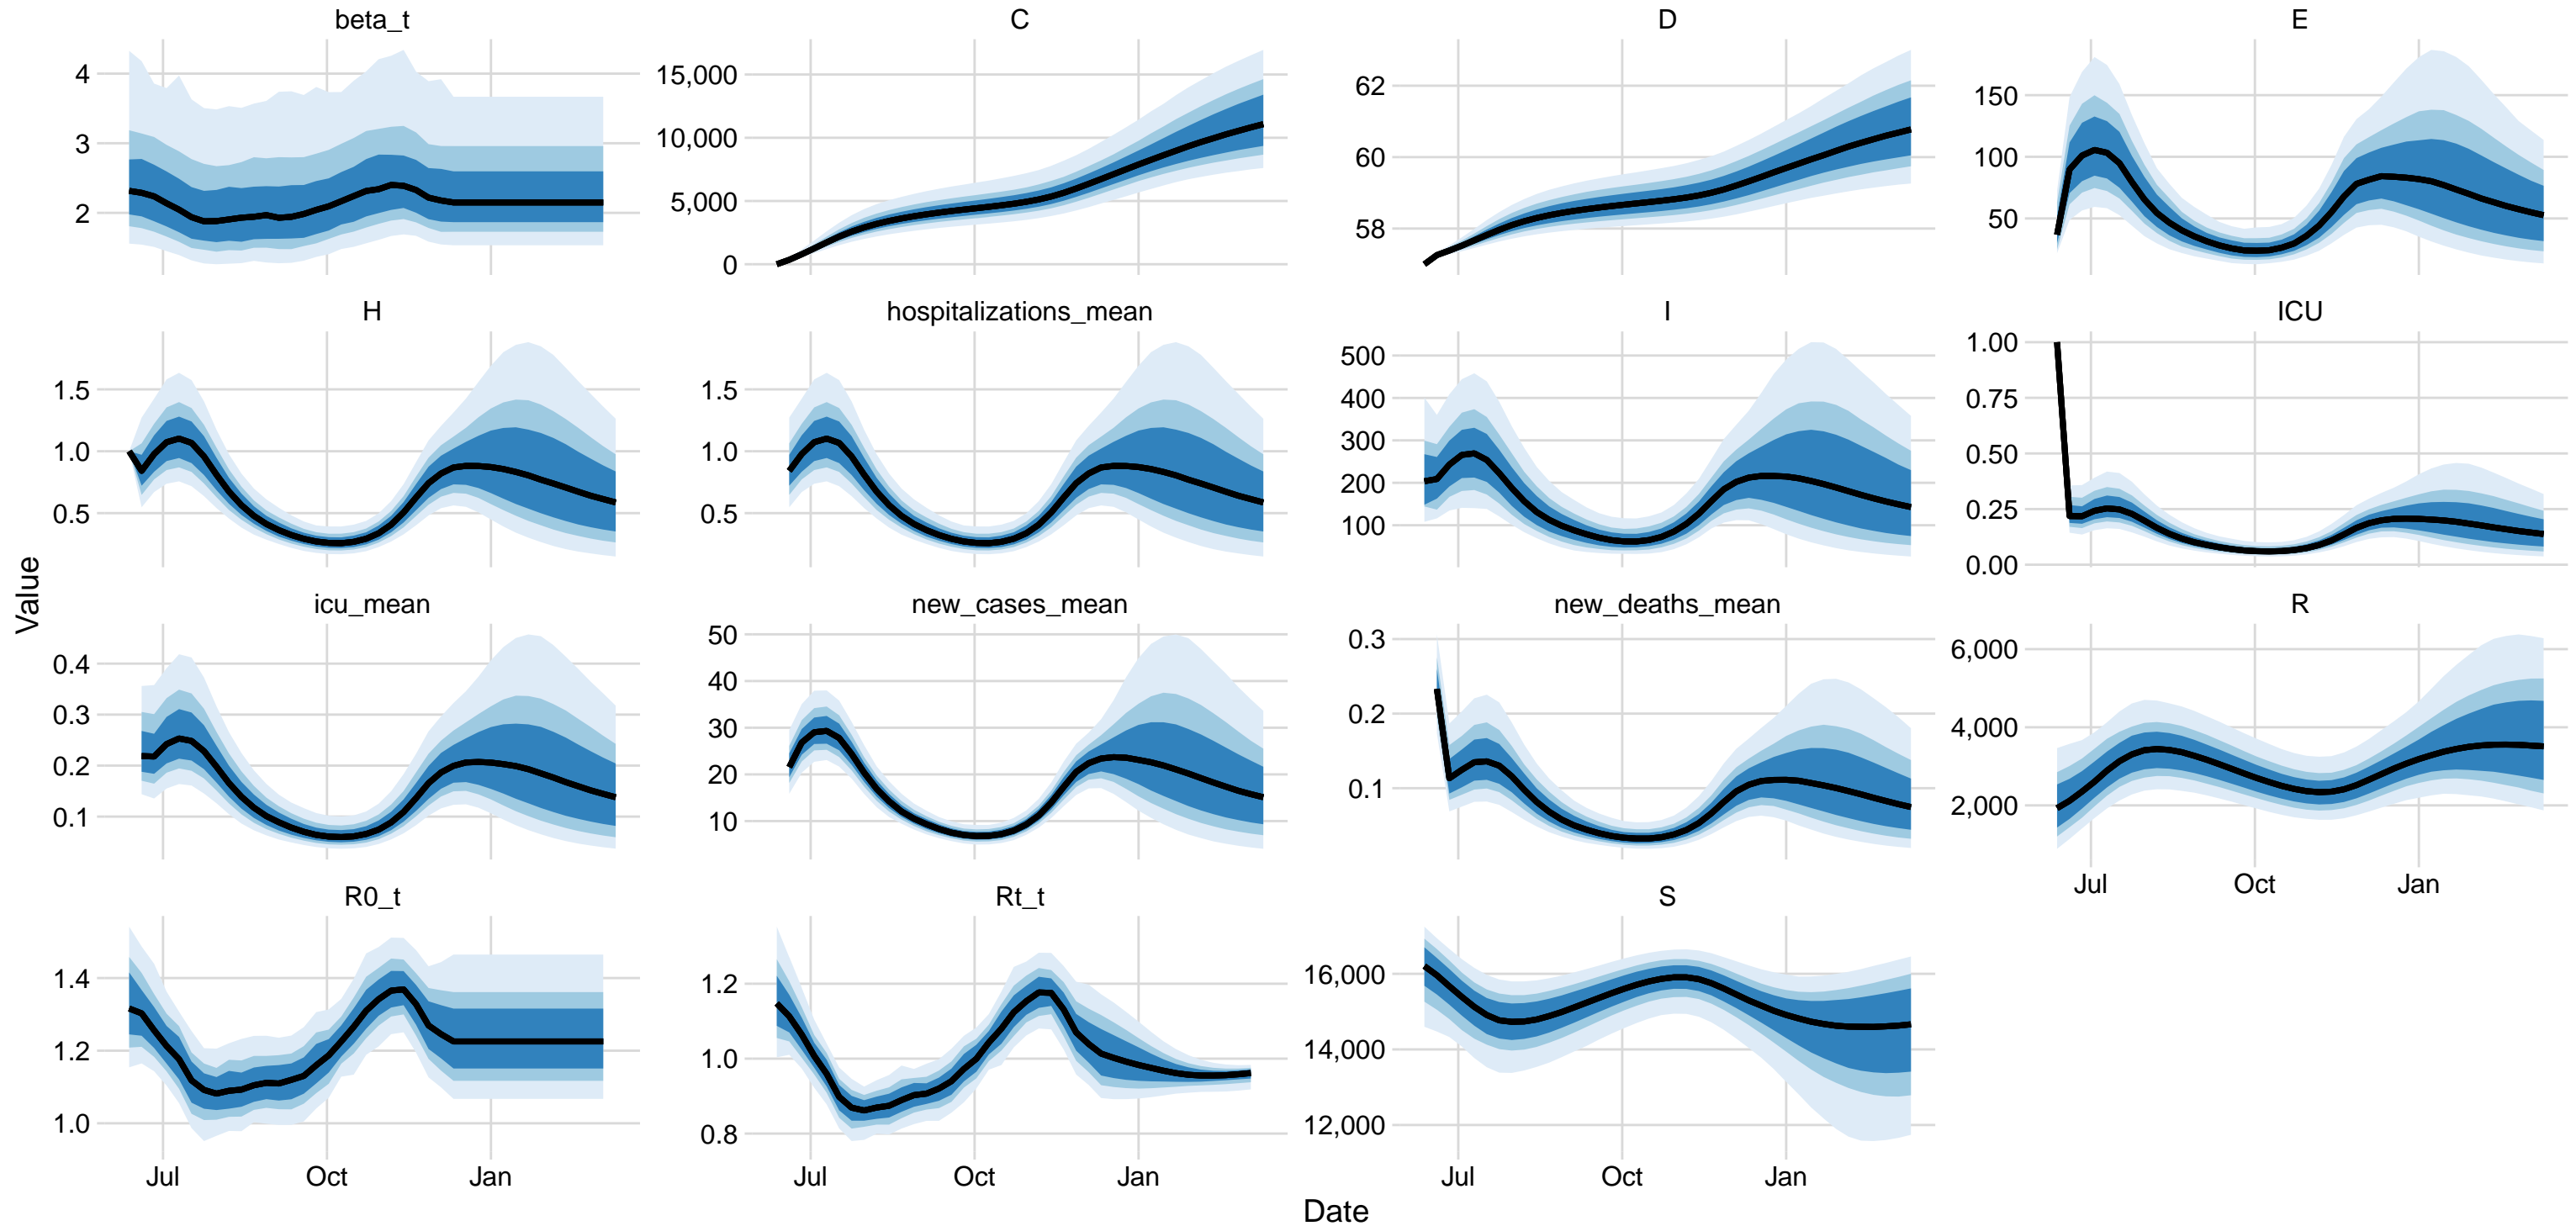 beta_t
C
D
E
4
3
2
15,000
10,000
5,000
0
62
60
58
150
100
50
H
hospitalizations_mean
I
ICU
1.5
1.0
0.5
1.5
1.0
0.5
500
400
300
200
100
1.00
0.75
0.50
0.25
0.00
Value
icu_mean
new_cases_mean
new_deaths_mean
R
0.4
0.3
0.2
0.1
50
40
30
20
10
0.3
0.2
0.1
6,000
4,000
2,000
Jul Oct Jan
R0_t
Rt_t
S
1.4
1.2
1.0
1.2
1.0
0.8
16,000
14,000
12,000
Jul Oct Jan
Jul Oct Jan
Jul Oct Jan
Date